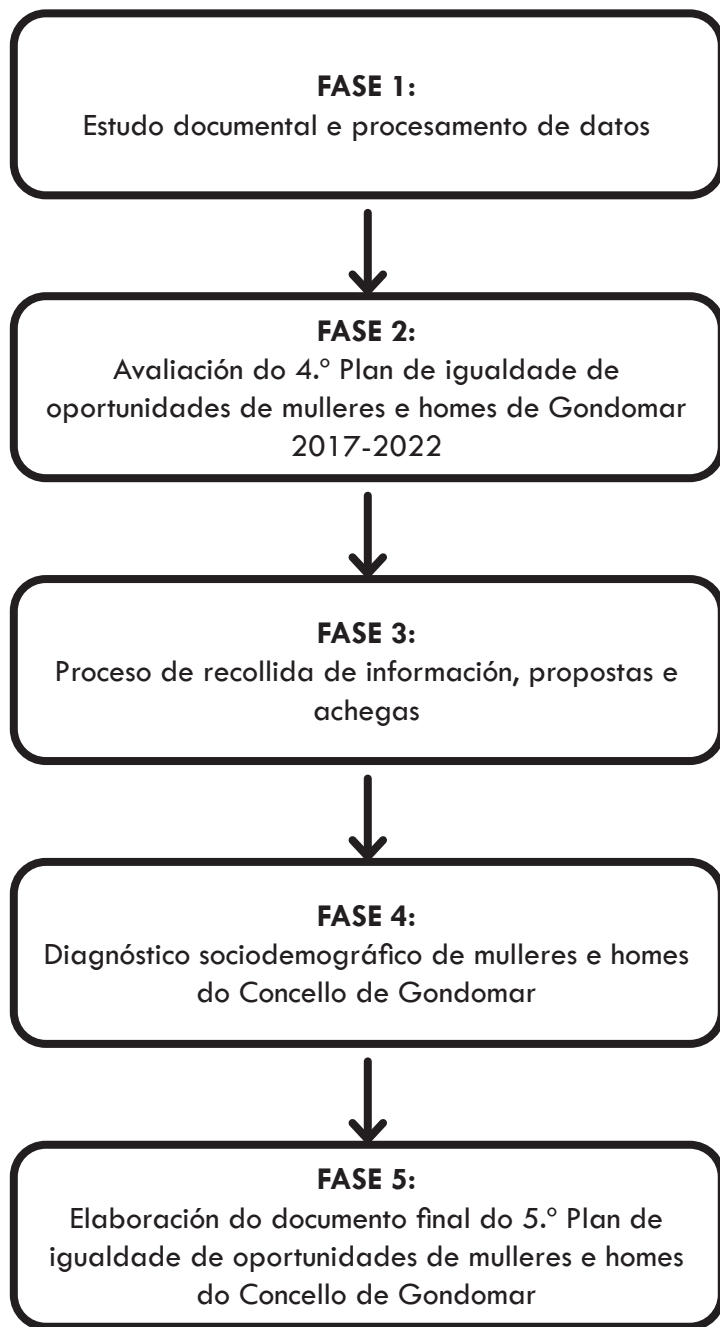 FASE 1:
Estudo documental e procesamento de datos
FASE 2:
Avaliación do 4.º Plan de igualdade de
oportunidades de mulleres e homes de Gondomar
2017-2022
FASE 3:
Proceso de recollida de información, propostas e
achegas
FASE 4:
Diagnóstico sociodemográfico de mulleres e homes
do Concello de Gondomar
FASE 5:
Elaboración do documento final do 5.º Plan de
igualdade de oportunidades de mulleres e homes
do Concello de Gondomar